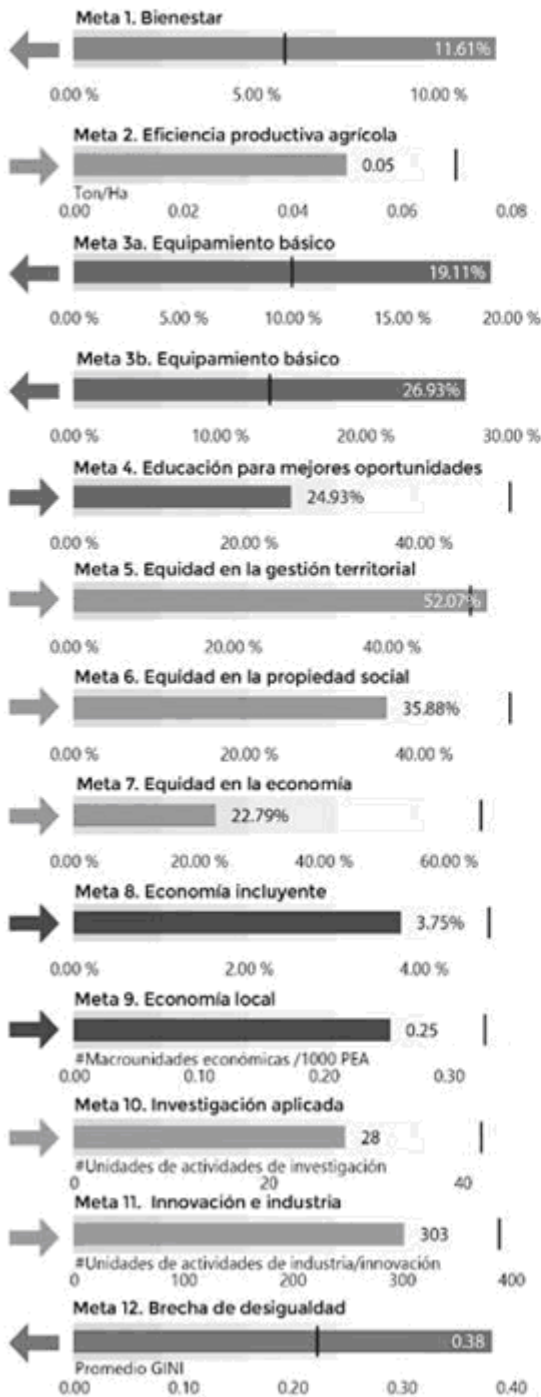 Meta 1. Bienestar
11.61%
0.00 % 5.00 % 10.00 %
Meta 2. Eficiencia productiva agrícola
0.05
Ton/Ha
0.00 0.02 0.04 0.06 0.08
Meta 3a. Equipamiento básico
19.11%
0.00 % 5.00 % 10.00 % 15.00 % 20.00 %
Meta 3b. Equipamiento básico
26.93%
0.00 % 10.00 % 20.00 % 30.00 %
Meta 4. Educación para mejores oportunidades
24.93%
0.00 % 20.00 % 40.00 %
Meta 5. Equidad en la gestión territorial
52.07%
0.00 % 20.00 % 40.00 %
Meta 6. Equidad en la propiedad social
35.88%
0.00 % 20.00 % 40.00 %
Meta 7. Equidad en la economía
22.79%
0.00 % 20.00 % 40.00 % 60.00 %
Meta 8. Economía incluyente
3.75%
0.00 % 2.00 % 4.00 %
Meta 9. Economía local
0.25
#Macrounidades económicas /1000 PEA
0.00 0.10 0.20 0.30
Meta 10. Investigación aplicada
28
#Unidades de actividades de investigación
0 20 40
Meta 11. Innovación e industria
303
#Unidades de actividades de industria/innovación
0 100 200 300 400
Meta 12. Brecha de desigualdad
0.38
Promedio GINI
0.00 0.10 0.20 0.30 0.40